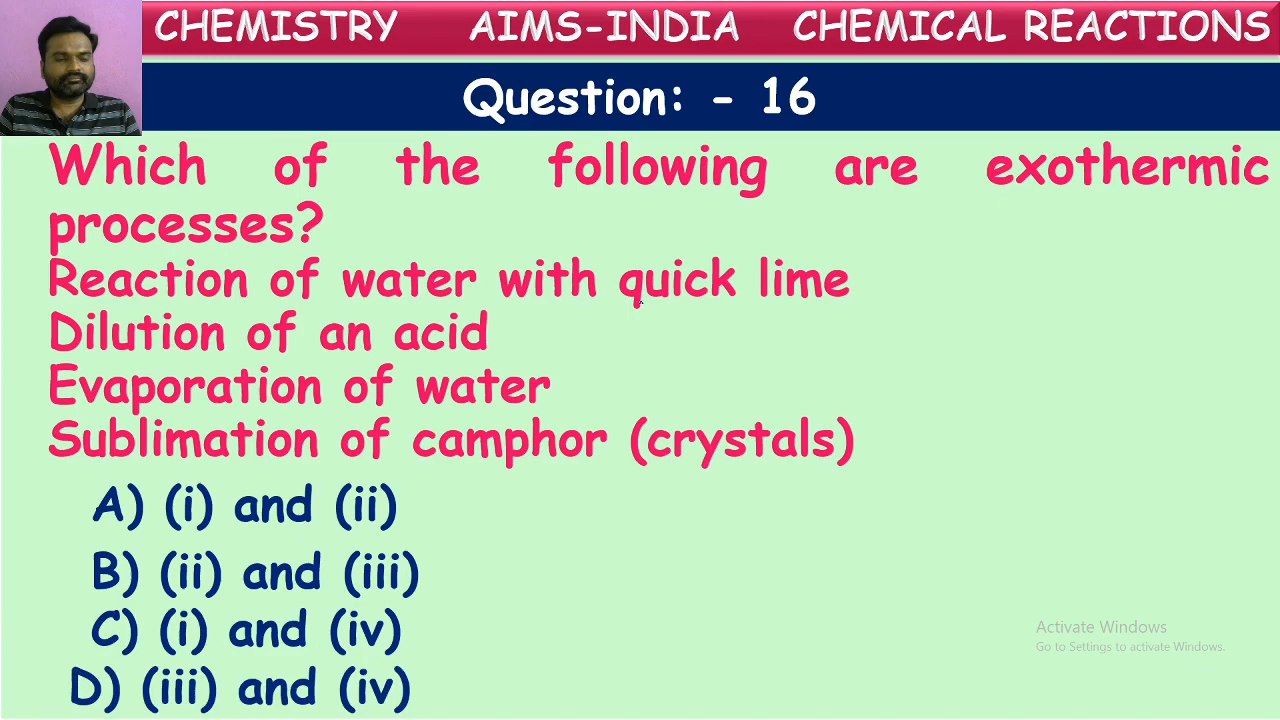 CHEMISTRY AIMS-INDIA CHEMICAL REACTIONS
Question: - 16
Which of the following are exothermic
processes?
Reaction of water with quick lime
Dilution of an acid
Evaporation of water
Sublimation of camphor (crystals)
A) (i) and (ii)
B) (ii) and (iii)
C) (i) and (iv)
D) (iii) and (iv)
Activate Windows
Go to Settings to activate Windows.